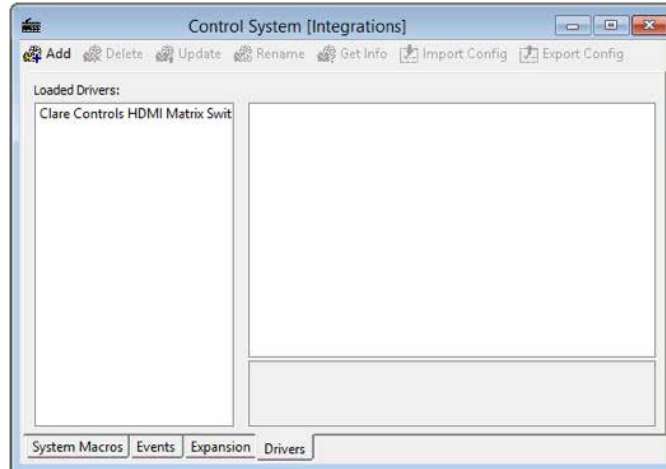 Control System [Integrations]
Add Delete Update Rename Get Info Import Config Export Config
Loaded Drivers:
Clare Controls HDMI Matrix Swit
System Macros Events Expansion Drivers